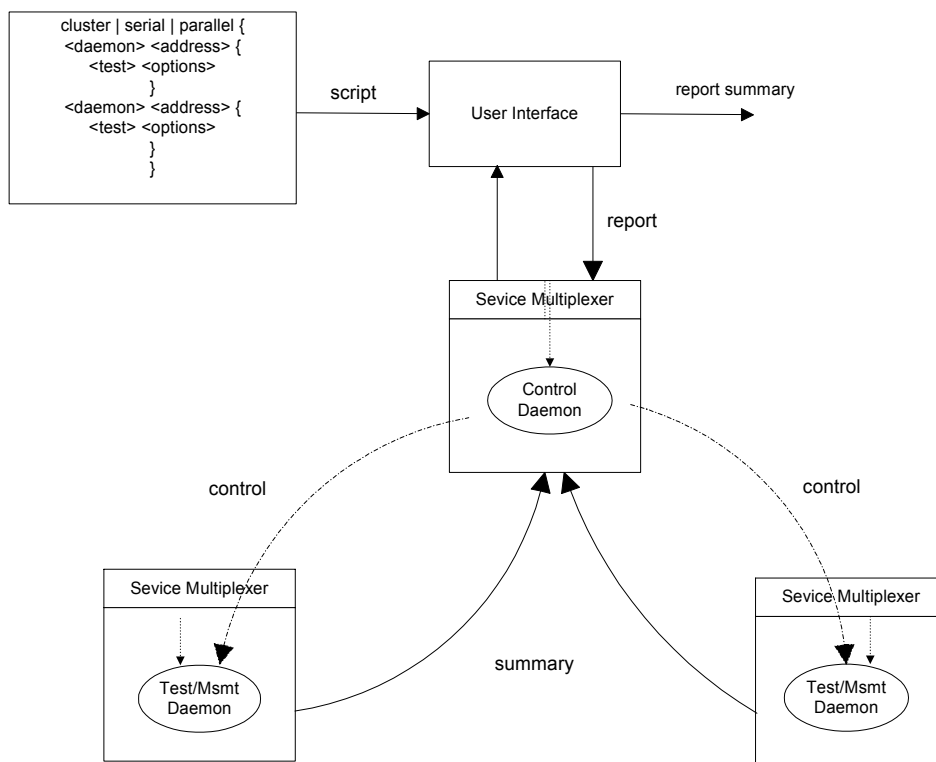 cluster | serial | parallel {
<daemon> <address> {
<test> <options>
}
<daemon> <address> {
<test> <options>
}
}
script
User Interface
report summary
report
Sevice Multiplexer
Control
Daemon
control
control
Sevice Multiplexer
Sevice Multiplexer
summary
Test/Msmt
Daemon
Test/Msmt
Daemon